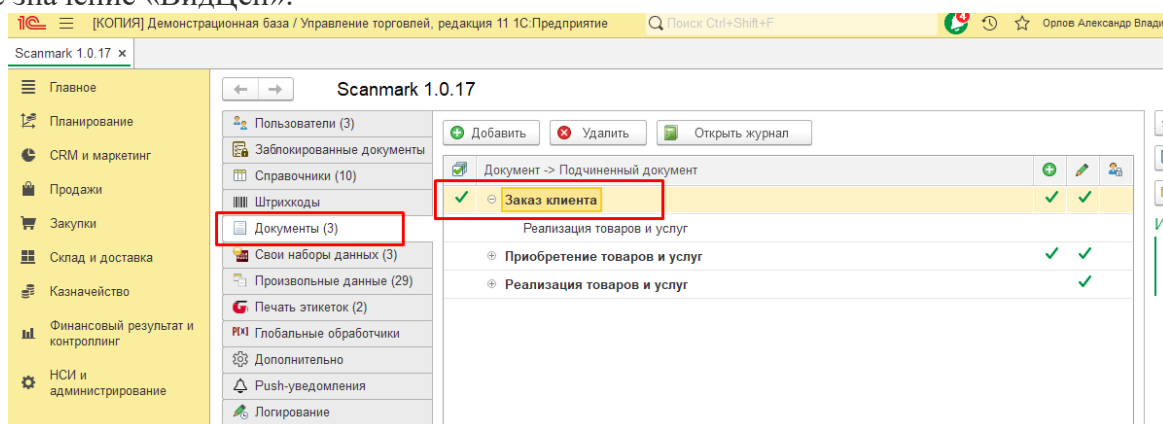 значение «ВидЦен».
[КОПИЯ] Демонстрационная база / Управление торговлей, редакция 11 1С:Предприятие
Поиск Ctrl+Shift+F
Орлов Александр
Scanmark 1.0.17 ×
Главное
Планирование
CRM и маркетинг
Продажи
Закупки
Склад и доставка
Казначейство
Финансовый результат и
контроллинг
НСИ и
администрирование
Scanmark 1.0.17
Пользователи (3)
Заблокированные документы
Справочники (10)
Штрихкоды
Документы (3)
Свои наборы данных (3)
Произвольные данные (29)
Печать этикеток (2)
Глобальные обработчики
Дополнительно
Push-уведомления
Логирование
Добавить
Удалить
Открыть журнал
Документ -> Подчиненный документ
Заказ клиента
Реализация товаров и услуг
Приобретение товаров и услуг
Реализация товаров и услуг